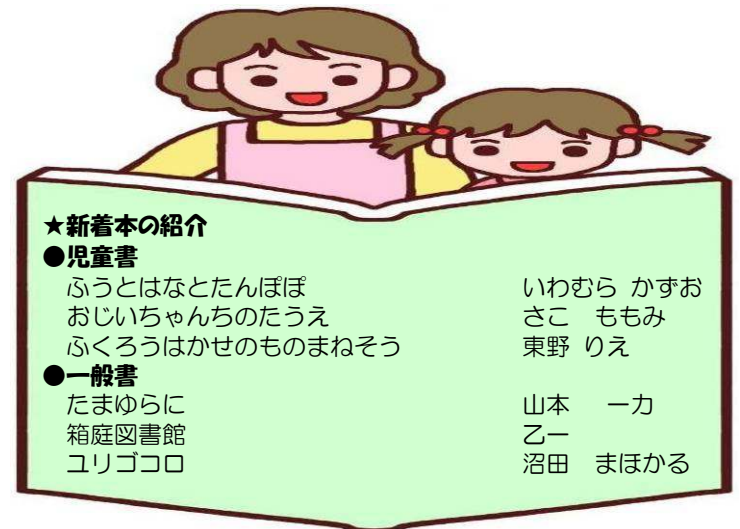 ★新着本の紹介
●児童書
ふうとはなとたんぽぽ いわむら かずお
おじいちゃんちのたうえ さこ ももみ
ふくろうはかせのものまねそう 東野 りえ
●一般書
たまゆらに 山本 一力
箱庭図書館 乙一
ユリゴコロ 沼田 まほかる